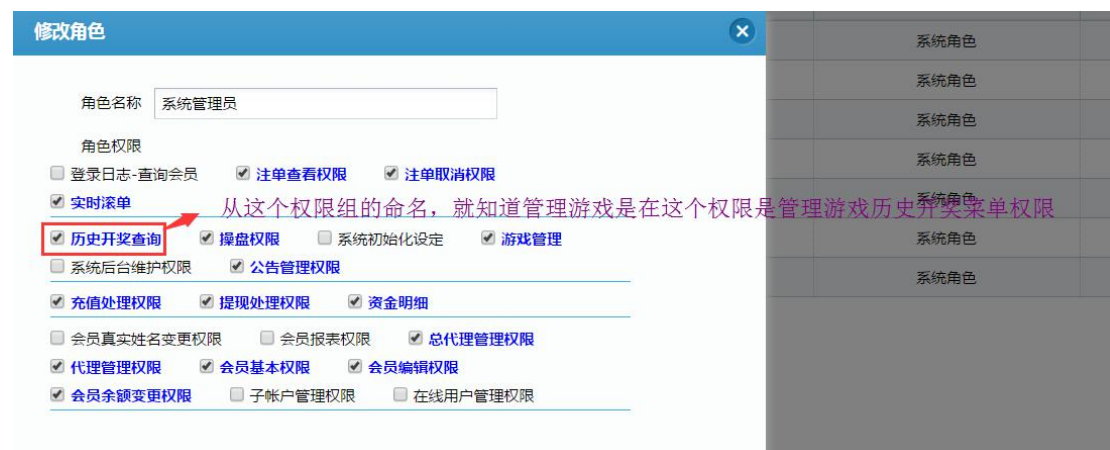 修改角色
系统角色
角色名称 系统管理员
系统角色
系统角色
角色权限
系统角色
登录日志-查询会员 注单查看权限 注单取消权限
实时滚单
从这个权限组的命名，就知道管理游戏是在这个权限是管理游戏历史开奖菜单权限
系统角色
历史开奖查询 操盘权限 系统初始化设定 游戏管理
系统角色
系统后台维护权限 公告管理权限
系统角色
充值处理权限 提现处理权限 资金明细
会员真实姓名变更权限 会员报表权限 总代理管理权限
代理管理权限 会员基本权限 会员编辑权限
会员余额变更权限 子帐户管理权限 在线用户管理权限